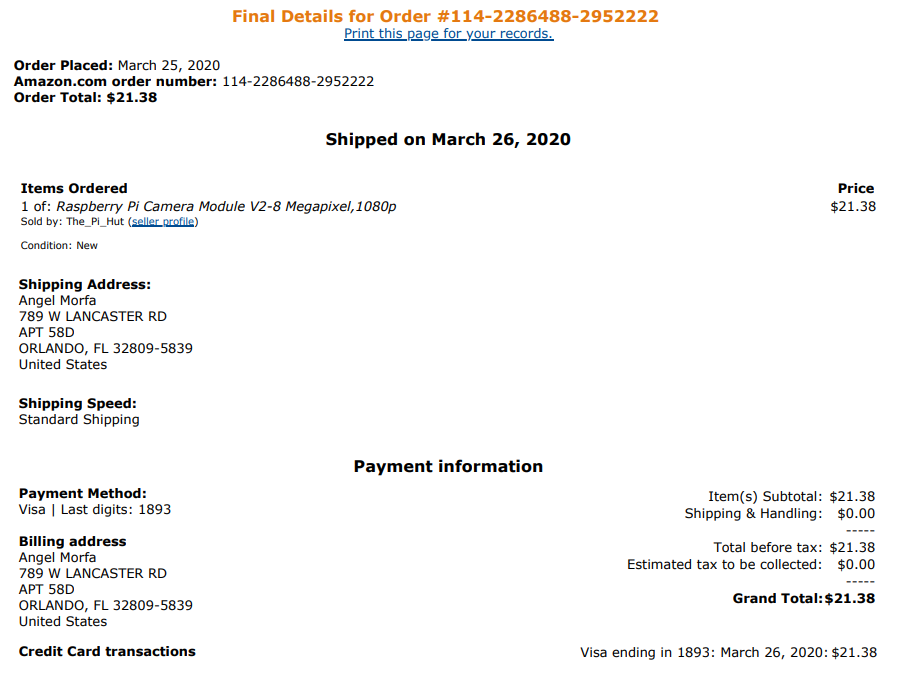 Final Details for Order #114-2286488-2952222
Print this page for your records.
Order Placed: March 25, 2020
Amazon.com order number: 114-2286488-2952222
Order Total: $21.38
Shipped on March 26, 2020
Items Ordered Price
1 of: Raspberry Pi Camera Module V2-8 Megapixel,1080p $21.38
Sold by: The_Pi_Hut (seller profile)
Condition: New
Shipping Address:
Angel Morfa
789 W LANCASTER RD
APT 58D
ORLANDO, FL 32809-5839
United States
Shipping Speed:
Standard Shipping
Payment information
Payment Method:
Visa | Last digits: 1893
Billing address
Angel Morfa
789 W LANCASTER RD
APT 58D
ORLANDO, FL 32809-5839
United States
Item(s) Subtotal: $21.38
Shipping & Handling: $0.00
-----
Total before tax: $21.38
Estimated tax to be collected: $0.00
-----
Grand Total:$21.38
Credit Card transactions Visa ending in 1893: March 26, 2020: $21.38